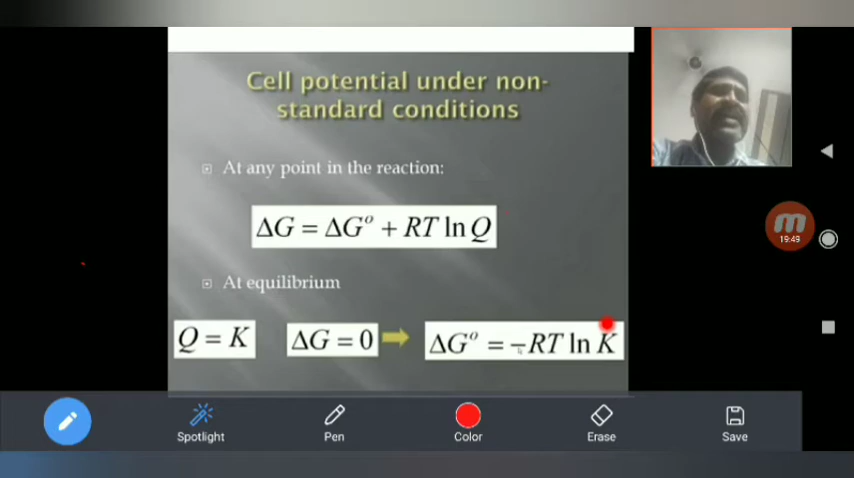 Cell potential under non-
standard conditions
At any point in the reaction:
ΔG = ΔG° + RT ln Q
At equilibrium
Q = K ΔG = 0 ΔG° = −RT ln K
19:49
Spotlight Pen Color Erase Save